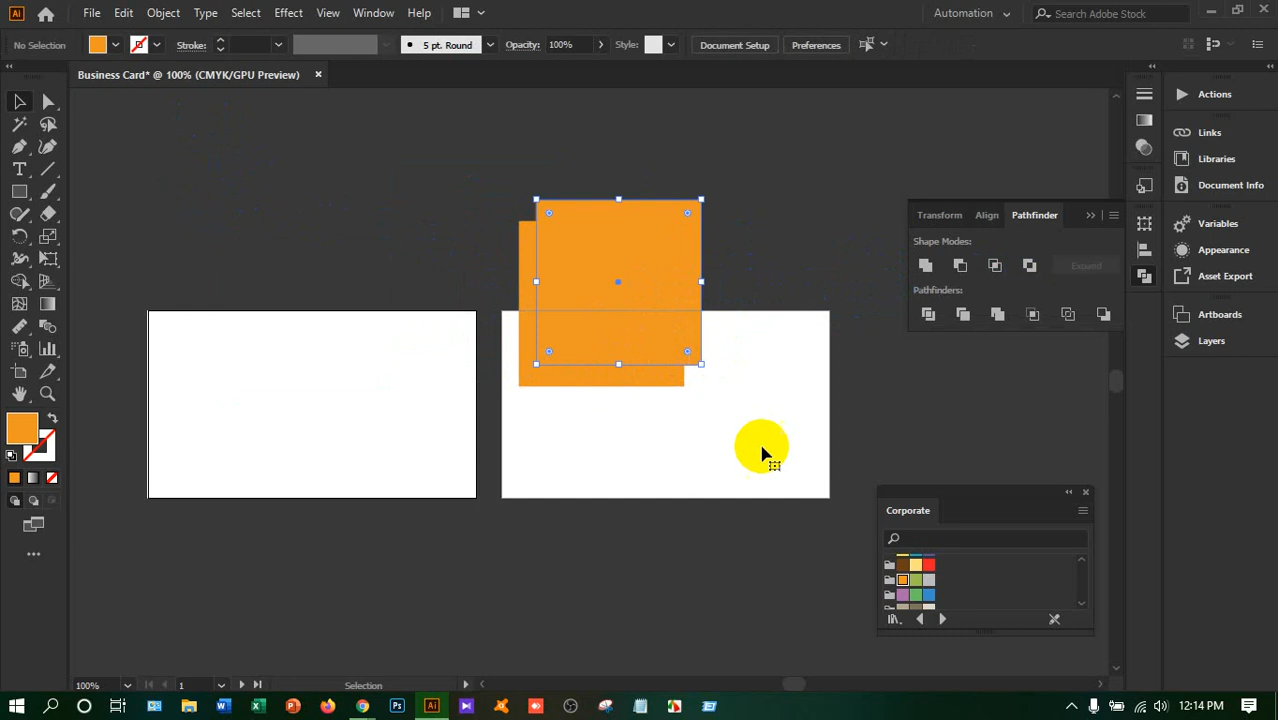 Ai File Edit Object Type Select Effect View Window Help Automation Search Adobe Stock
No Selection Stroke: 5 pt. Round Opacity: 100% Style: Document Setup Preferences
Business Card* @ 100% (CMYK/GPU Preview)
Actions
Links
Libraries
Document Info
Variables
Appearance
Asset Export
Artboards
Layers
Transform Align Pathfinder
Shape Modes:
Expand
Pathfinders:
Corporate
100% 1 Selection
12:14 PM